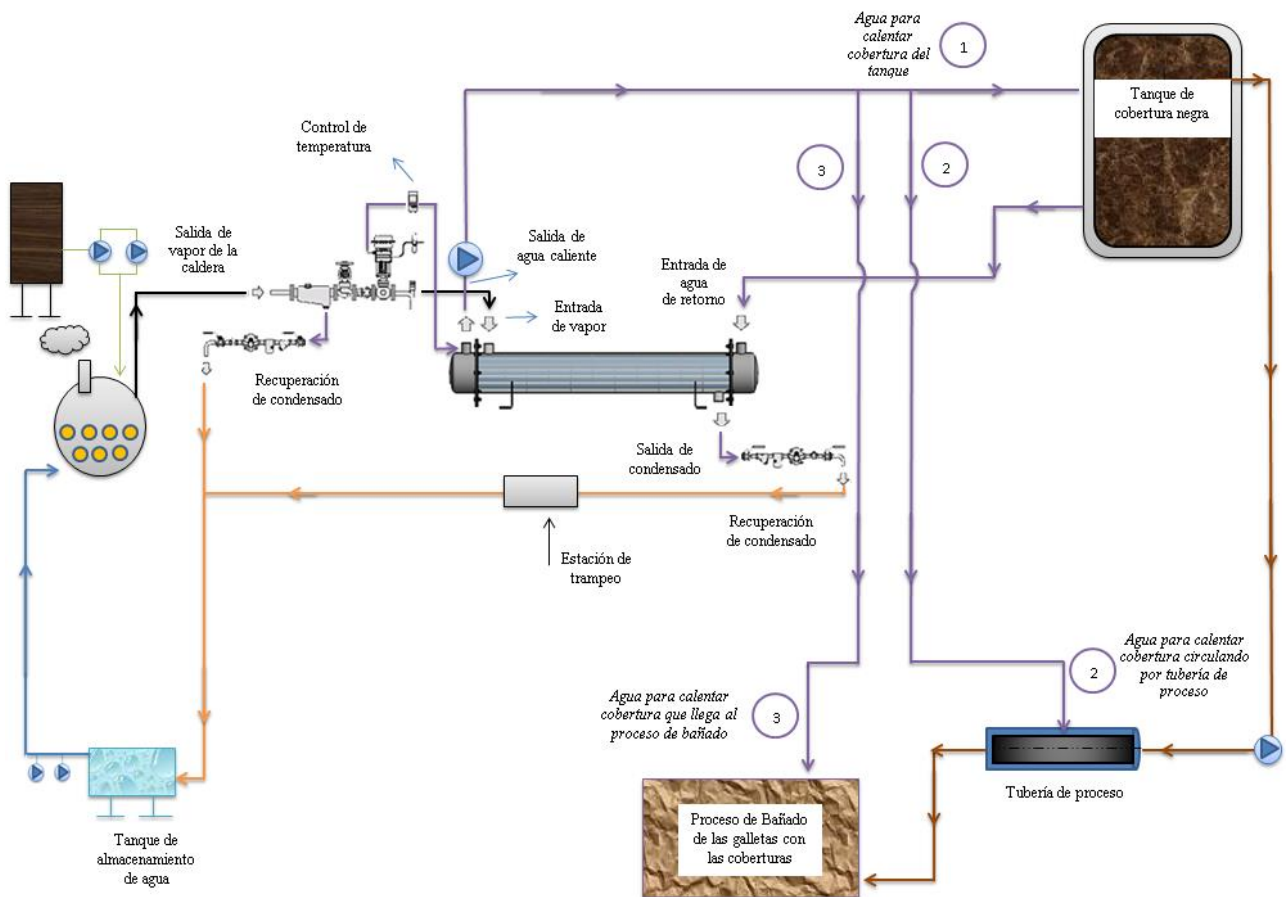 Agua para
calentar
cobertura del
tanque
1
Tanque de
cobertura negra
Control de
temperatura
3
2
Salida de
vapor de la
caldera
Salida de
agua caliente
Entrada de
agua
de retorno
Entrada
de vapor
Recuperación
de condensado
Salida de
condensado
Recuperación
de condensado
Estación de
trampeo
Agua para calentar
cobertura circulando
por tubería de
proceso
2
Agua para calentar
cobertura que llega al
proceso de bañado
3
Tubería de proceso
Proceso de Bañado
de las galletas con
las coberturas
Tanque de
almacenamiento
de agua